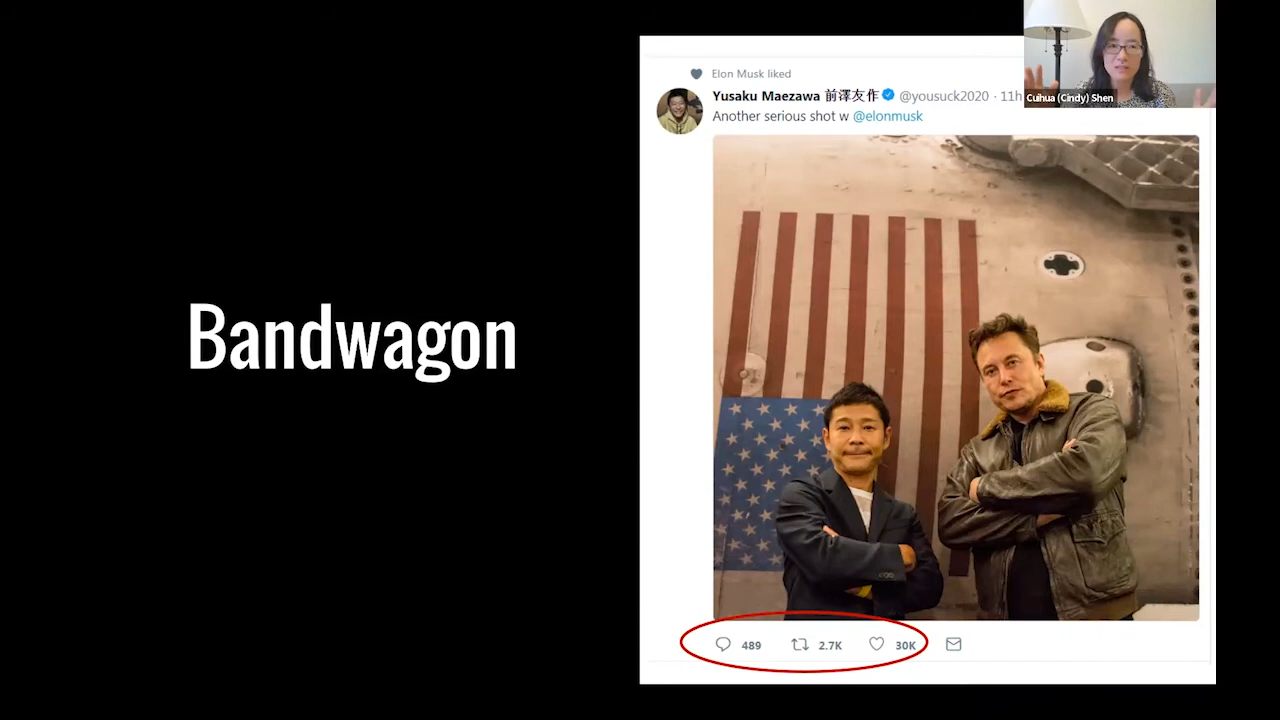 Bandwagon
Elon Musk liked
Yusaku Maezawa 前澤友作 @yousuck2020 · 11h
Another serious shot w @elonmusk
489 2.7K 30K
Cuihua (Cindy) Shen